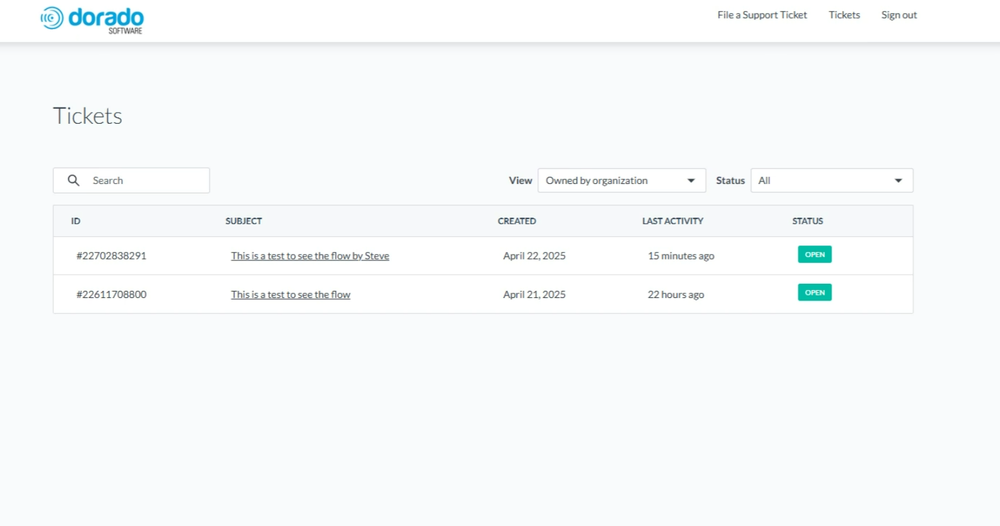 dorado
SOFTWARE
File a Support Ticket Tickets Sign out
Tickets
Search View Owned by organization Status All
ID SUBJECT CREATED LAST ACTIVITY STATUS
#22702838291 This is a test to see the flow by Steve April 22, 2025 15 minutes ago OPEN
#22611708800 This is a test to see the flow April 21, 2025 22 hours ago OPEN